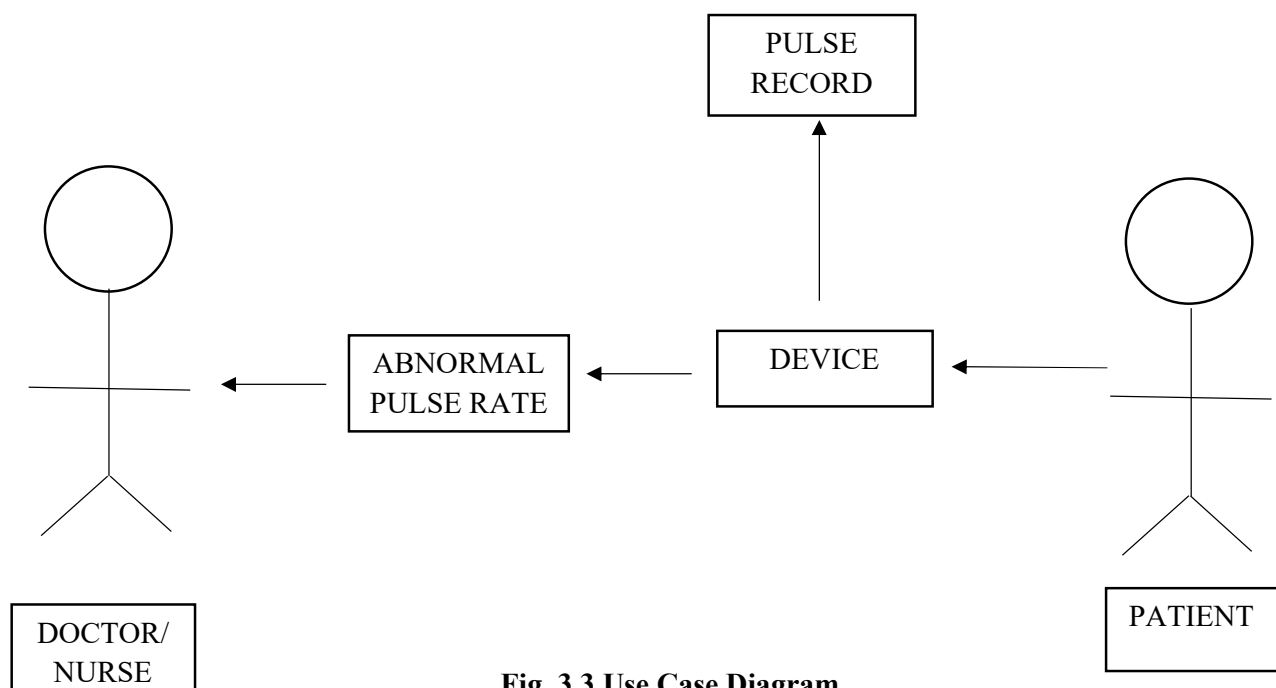 PULSE
RECORD
ABNORMAL
PULSE RATE
DEVICE
DOCTOR/
NURSE
PATIENT
Fig. 3.3 Use Case Diagram